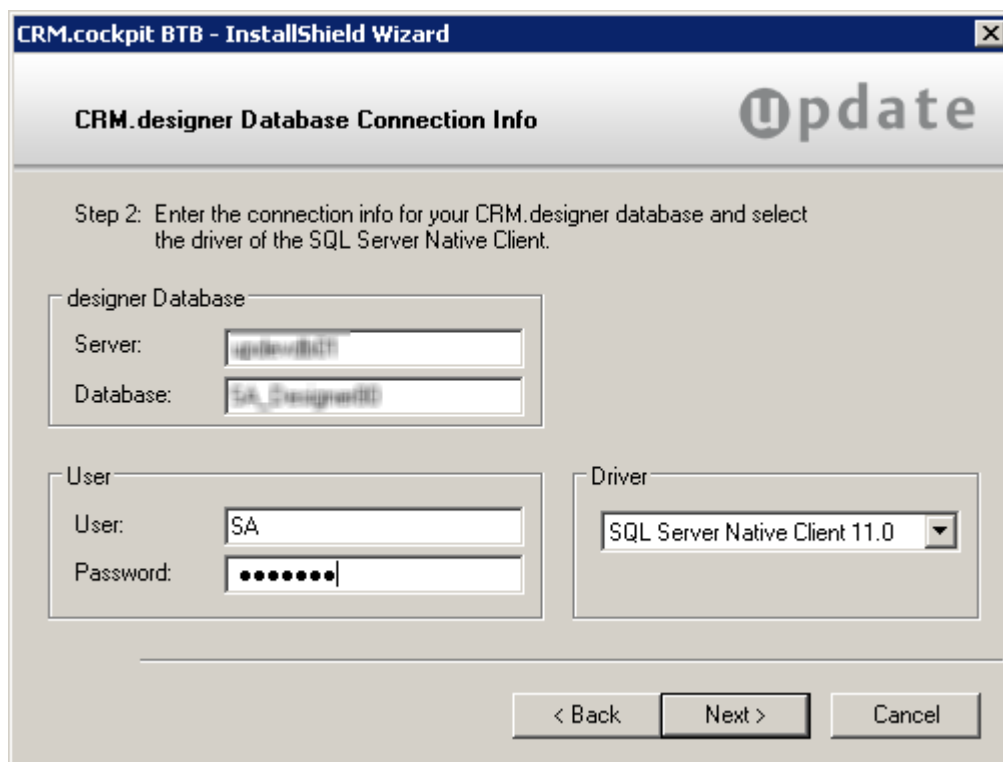 CRM.cockpit BTB - InstallShield Wizard
CRM.designer Database Connection Info
update
Step 2: Enter the connection info for your CRM.designer database and select
the driver of the SQL Server Native Client.
designer Database
Server:
Database:
User
User: SA
Password: •••••••
Driver
SQL Server Native Client 11.0
< Back Next > Cancel